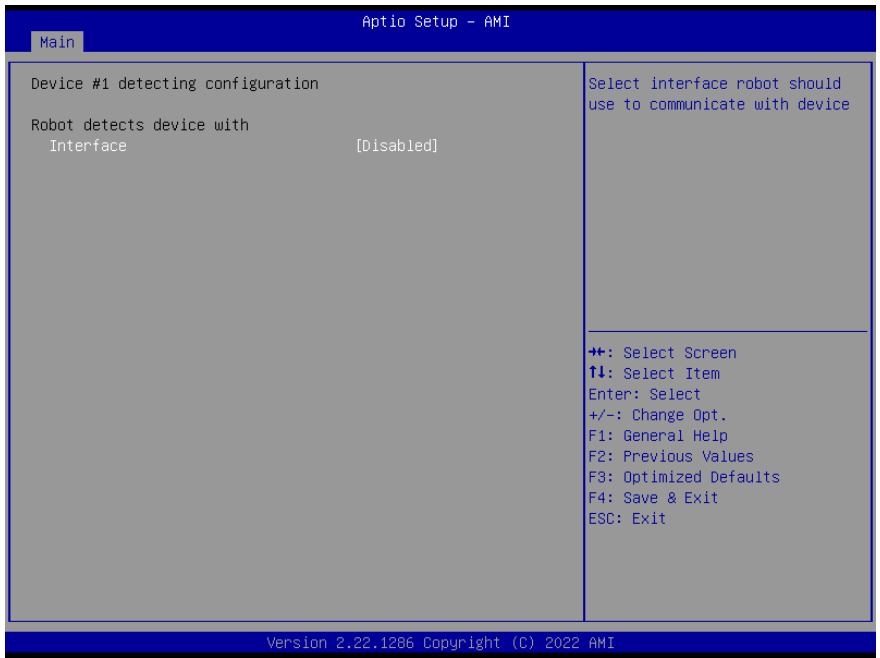 Aptio Setup – AMI
Main
Device #1 detecting configuration
Robot detects device with
Interface [Disabled]
Select interface robot should
use to communicate with device
→←: Select Screen
↑↓: Select Item
Enter: Select
+/-: Change Opt.
F1: General Help
F2: Previous Values
F3: Optimized Defaults
F4: Save & Exit
ESC: Exit
Version 2.22.1286 Copyright (C) 2022 AMI